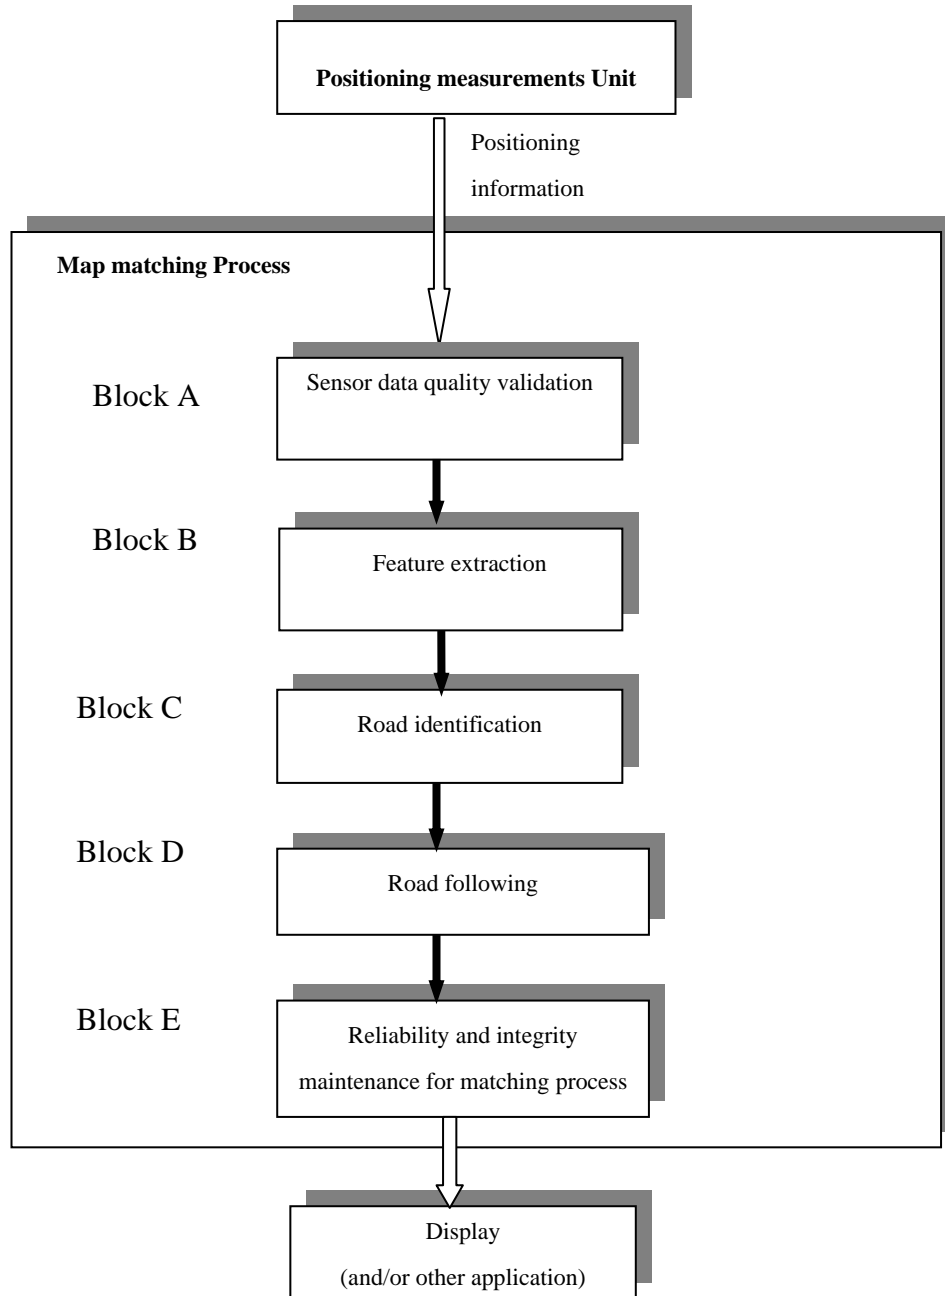 Positioning measurements Unit
Positioning
information
Map matching Process
Block A
Sensor data quality validation
Block B
Feature extraction
Block C
Road identification
Block D
Road following
Block E
Reliability and integrity
maintenance for matching process
Display
(and/or other application)